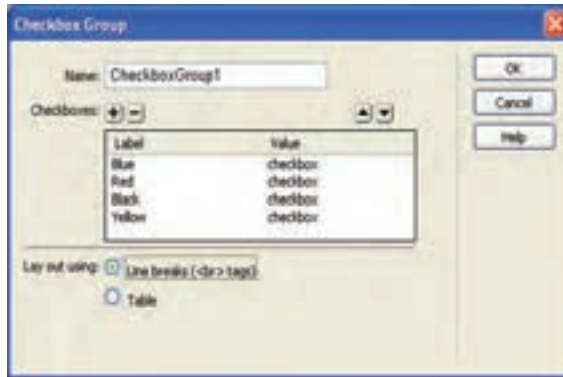 Checkbox Group
Name: CheckboxGroup1
OK
Checkboxes:
Cancel
Help
Label Value
Blue checkbox
Red checkbox
Black checkbox
Yellow checkbox
Lay out using: Line breaks (<br> tags)
Table